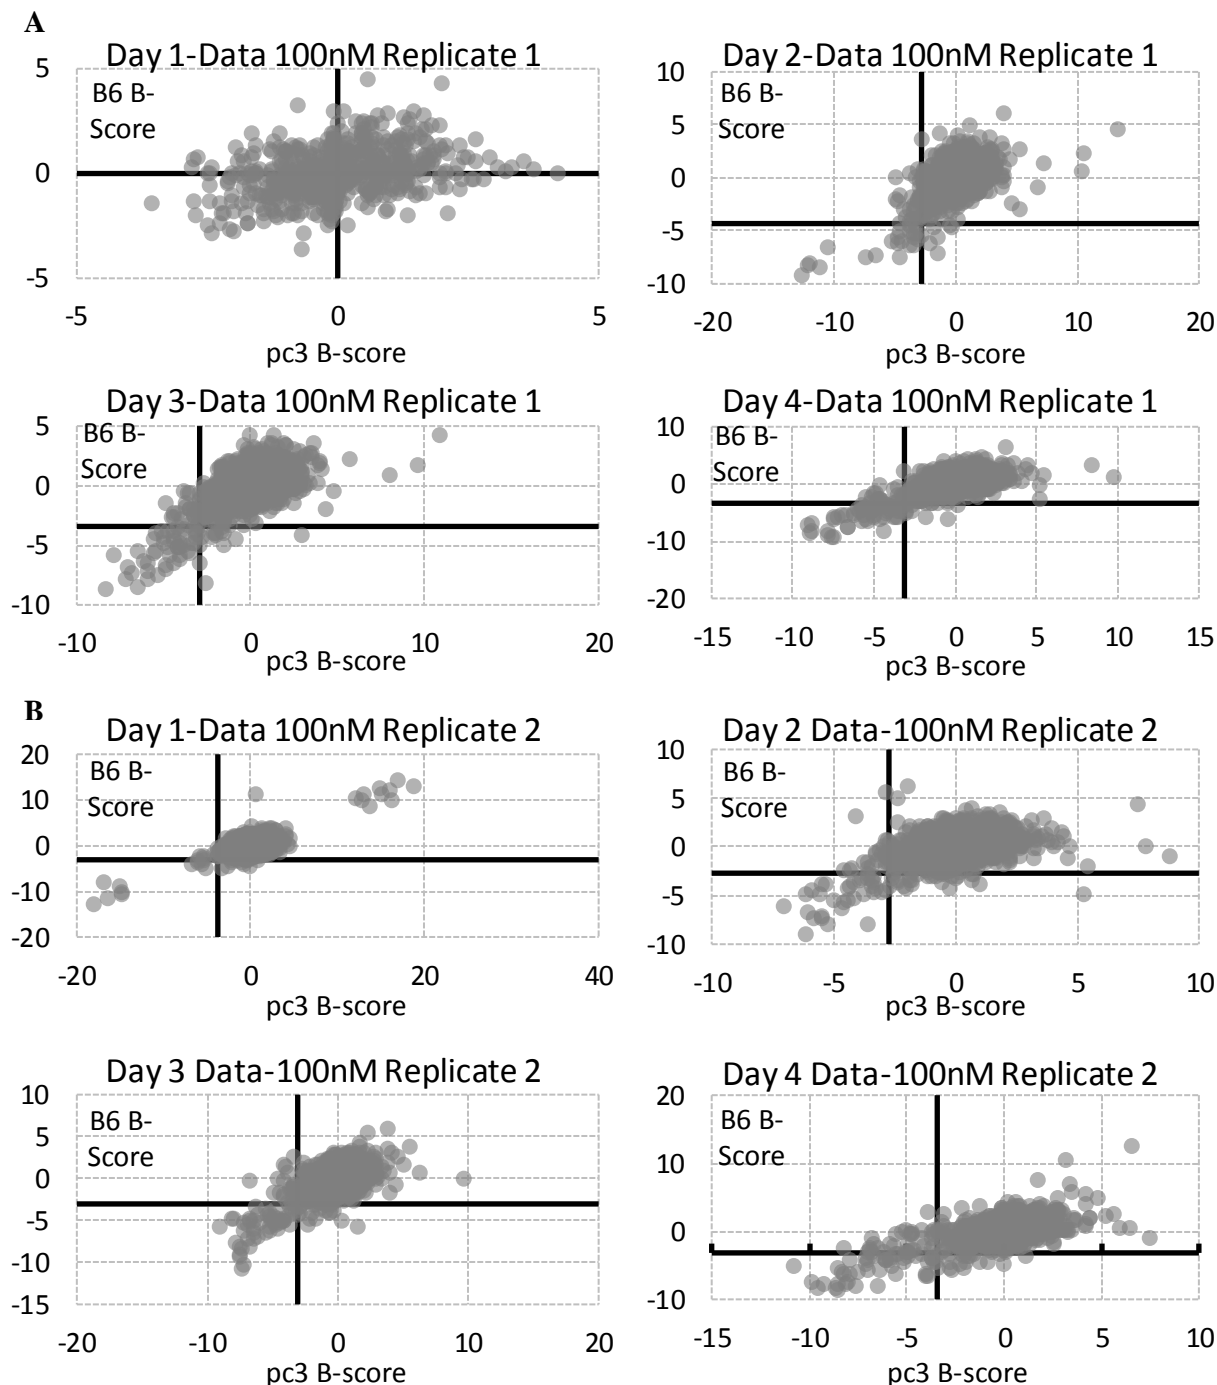 A
Day 1-Data 100nM Replicate 1
B6 B-
Score
5
0
-5
-5 0 5
pc3 B-score
Day 2-Data 100nM Replicate 1
B6 B-
Score
10
5
0
-5
-10
-20 -10 0 10 20
pc3 B-score
Day 3-Data 100nM Replicate 1
B6 B-
Score
5
0
-5
-10
-10 0 10 20
pc3 B-score
Day 4-Data 100nM Replicate 1
B6 B-
Score
10
0
-10
-20
-15 -10 -5 0 5 10 15
pc3 B-score
B
Day 1-Data 100nM Replicate 2
B6 B-
Score
20
10
0
-10
-20
-20 0 20 40
pc3 B-score
Day 2 Data-100nM Replicate 2
B6 B-
Score
10
5
0
-5
-10
-10 -5 0 5 10
pc3 B-score
Day 3 Data-100nM Replicate 2
B6 B-
Score
10
5
0
-5
-10
-15
-20 -10 0 10 20
pc3 B-score
Day 4 Data-100nM Replicate 2
B6 B-
Score
20
10
0
-10
-15 -10 -5 0 5 10
pc3 B-score